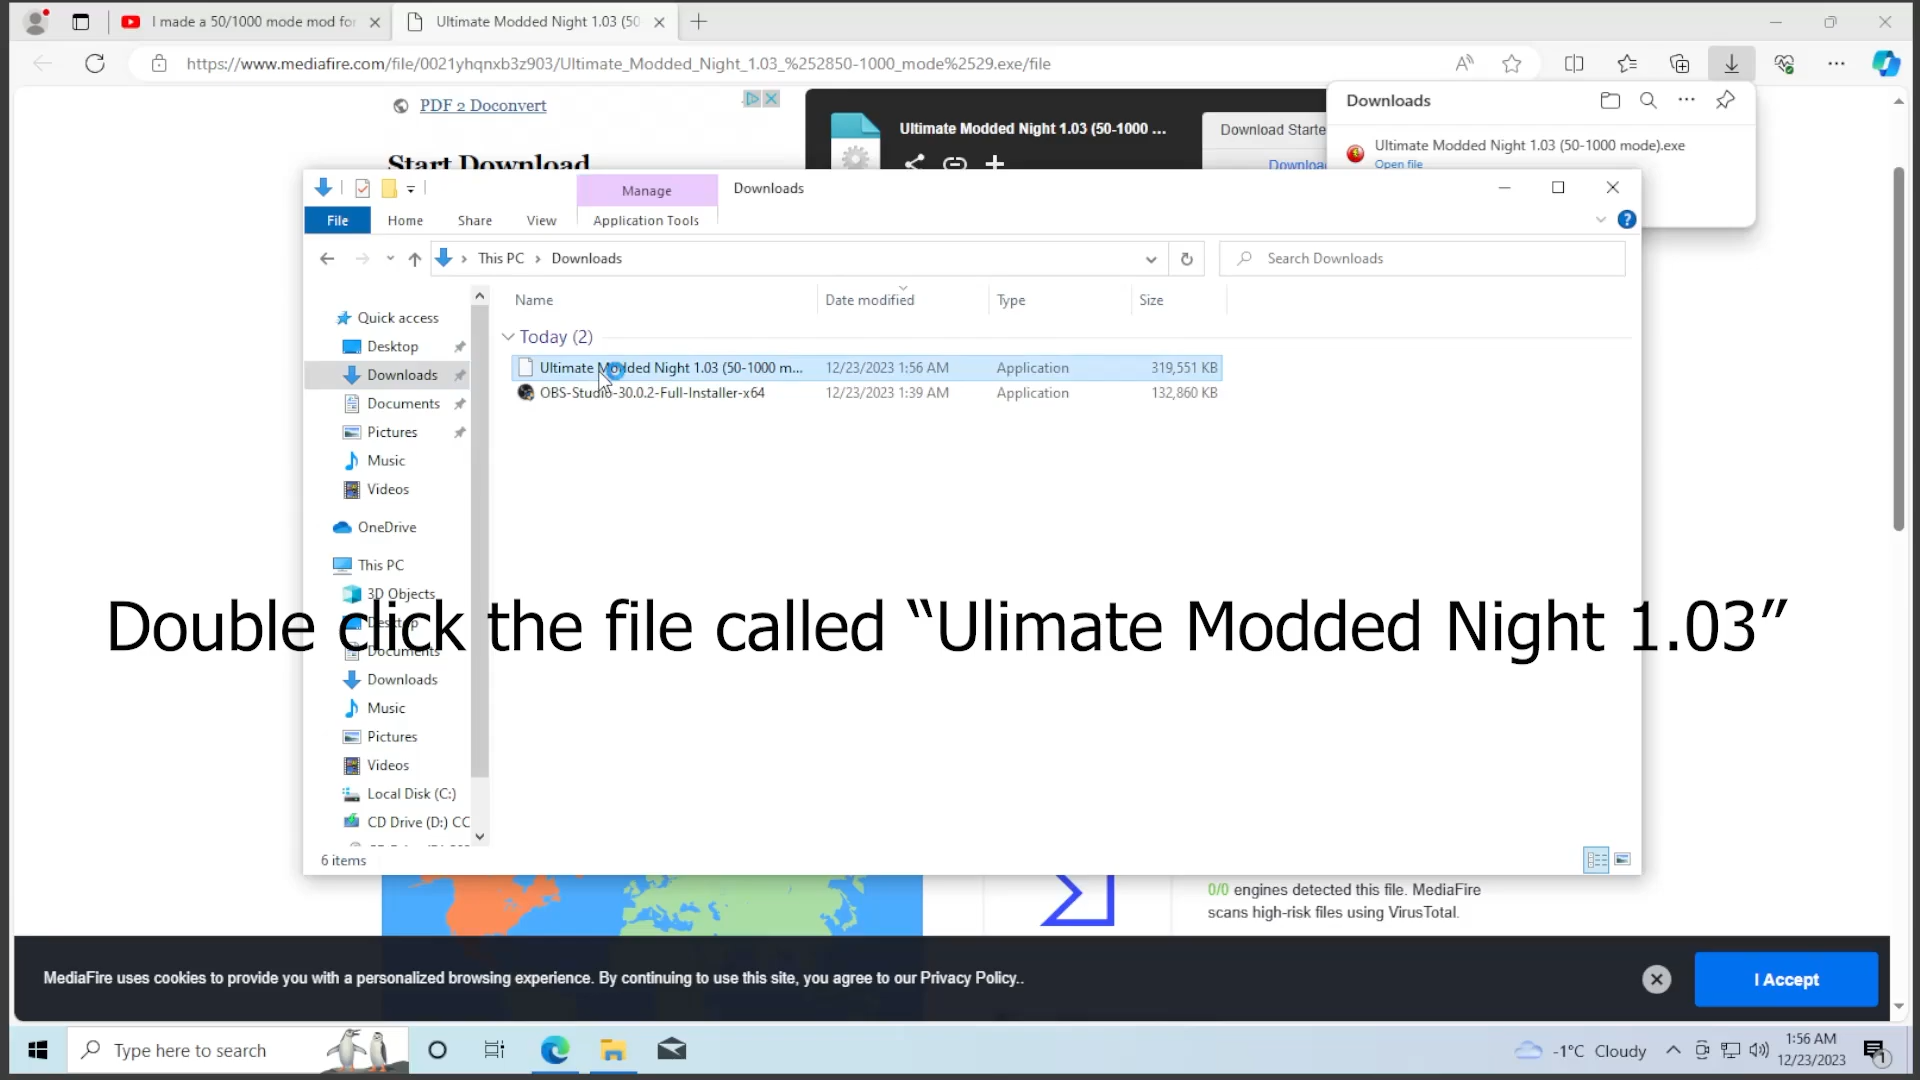 I made a 50/1000 mode mod for
Ultimate Modded Night 1.03 (50
https://www.mediafire.com/file/0021yhqnxb3z903/Ultimate_Modded_Night_1.03_%252850-1000_mode%2529.exe/file
PDF 2 Doconvert
Start Download
Ultimate Modded Night 1.03 (50-1000 ...
Download Starte
Downloa
Downloads
Ultimate Modded Night 1.03 (50-1000 mode).exe
Open file
Manage
Downloads
File
Home
Share
View
Application Tools
This PC
Downloads
Search Downloads
Name
Date modified
Type
Size
Today (2)
Ultimate Modded Night 1.03 (50-1000 m...
12/23/2023 1:56 AM
Application
319,551 KB
OBS-Studio-30.0.2-Full-Installer-x64
12/23/2023 1:39 AM
Application
132,860 KB
Quick access
Desktop
Downloads
Documents
Pictures
Music
Videos
OneDrive
This PC
3D Objects
Desktop
Double click the file called “Ulimate Modded Night 1.03”
Documents
Downloads
Music
Pictures
Videos
Local Disk (C:)
CD Drive (D:) CC
6 items
0/0 engines detected this file. MediaFire
scans high-risk files using VirusTotal.
MediaFire uses cookies to provide you with a personalized browsing experience. By continuing to use this site, you agree to our Privacy Policy..
I Accept
Type here to search
-1°C Cloudy
1:56 AM
12/23/2023
1